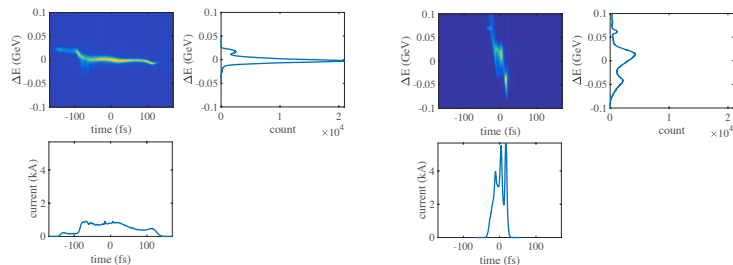 0.1
0.05
0
0.05
0.1
ΔE (GeV)
-100 0 100
time (fs)
0.1
0.05
0
0.05
0.1
ΔE (GeV)
0 1 2
count ×10⁴
0.1
0.05
0
0.05
0.1
ΔE (GeV)
-100 0 100
time (fs)
0.1
0.05
0
0.05
0.1
ΔE (GeV)
0 1 2
count
×10⁴
4
2
0
current (kA)
-100 0 100
time (fs)
4
2
0
current (kA)
-100 0 100
time (fs)